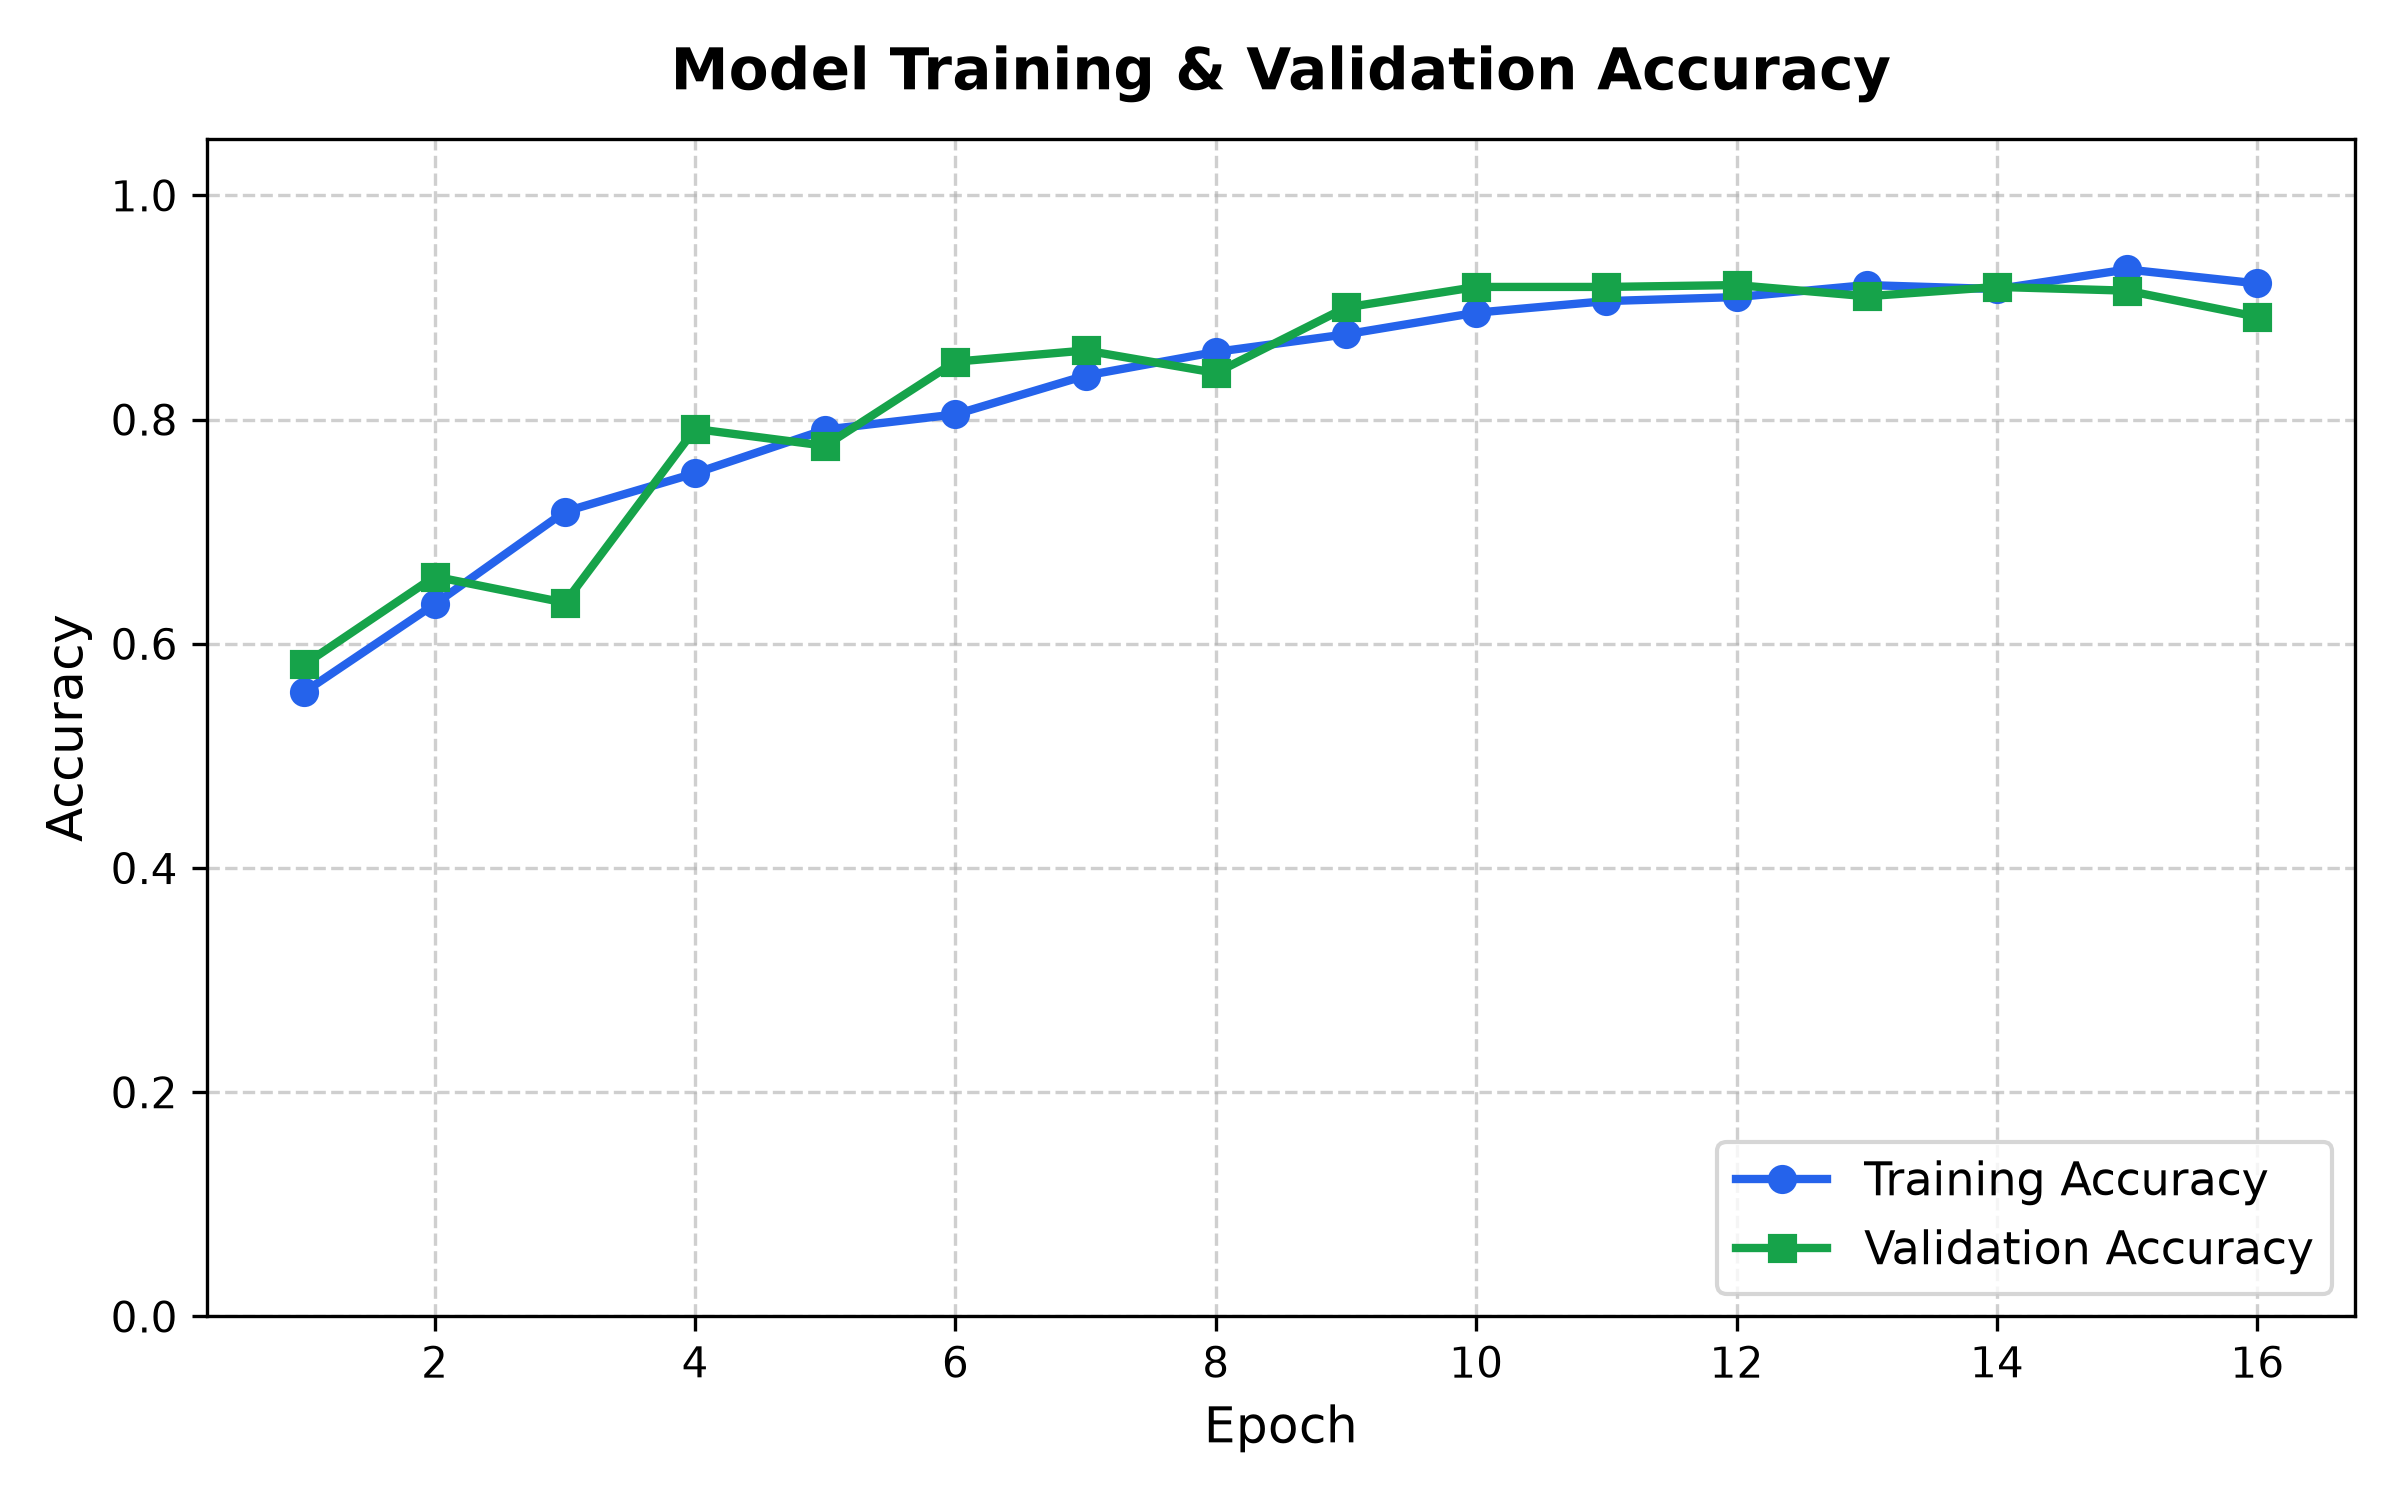 Model Training & Validation Accuracy
1.0
0.8
0.6
0.4
0.2
0.0
Accuracy
2 4 6 8 10 12 14 16
Epoch
Training Accuracy
Validation Accuracy